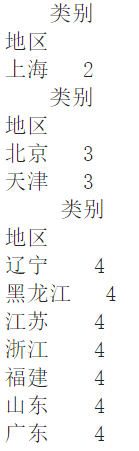 类别
地区
上海 2
类别
地区
北京 3
天津 3
类别
地区
辽宁 4
黑龙江 4
江苏 4
浙江 4
福建 4
山东 4
广东 4